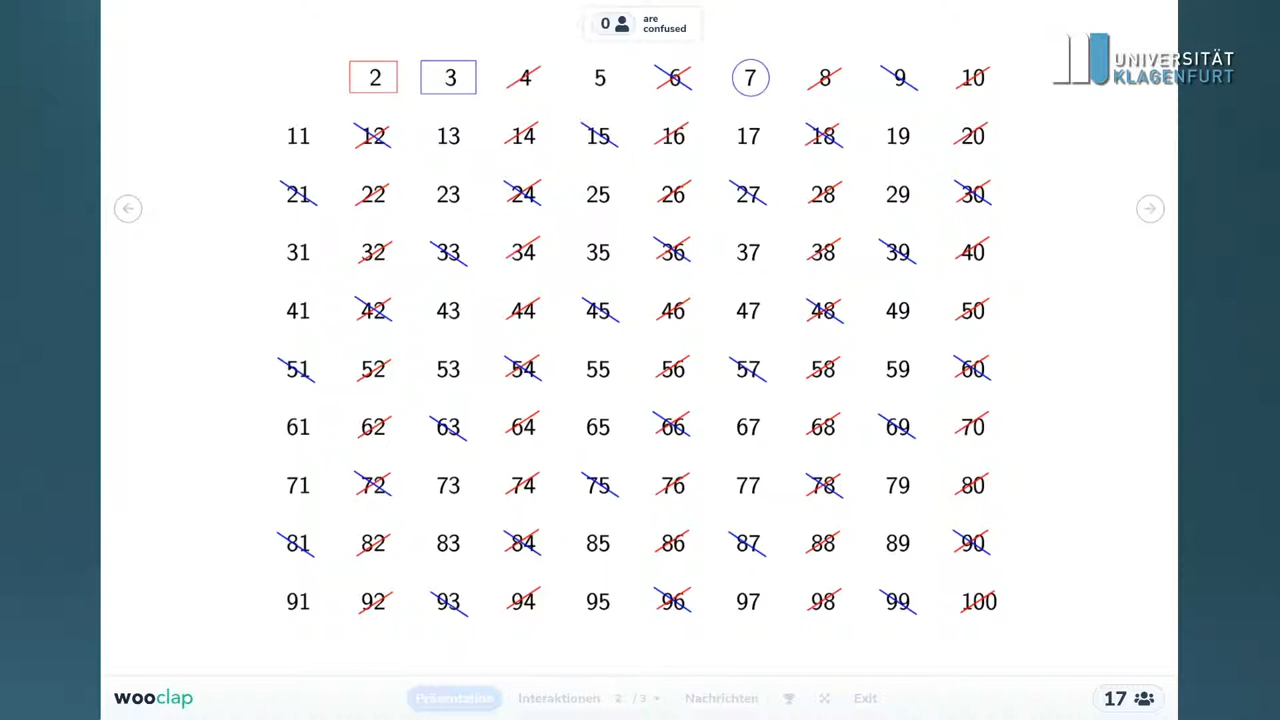 0 are confused
UNIVERSITÄT
KLAGENFURT
2 3 4 5 6 7 8 9 10
11 12 13 14 15 16 17 18 19 20
21 22 23 24 25 26 27 28 29 30
31 32 33 34 35 36 37 38 39 40
41 42 43 44 45 46 47 48 49 50
51 52 53 54 55 56 57 58 59 60
61 62 63 64 65 66 67 68 69 70
71 72 73 74 75 76 77 78 79 80
81 82 83 84 85 86 87 88 89 90
91 92 93 94 95 96 97 98 99 100
wooclap Präsentation Interaktionen 2 / 3 Nachrichten Exit 17